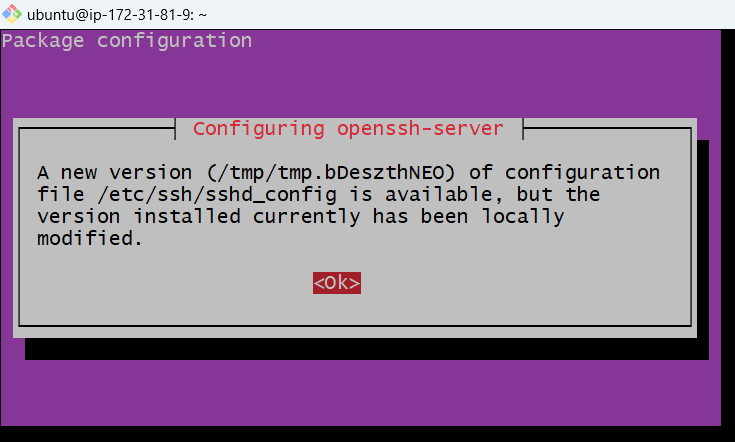 ubuntu@ip-172-31-81-9: ~
Package configuration
Configuring openssh-server
A new version (/tmp/tmp.bDeszthNEO) of configuration
file /etc/ssh/sshd_config is available, but the
version installed currently has been locally
modified.
<Ok>